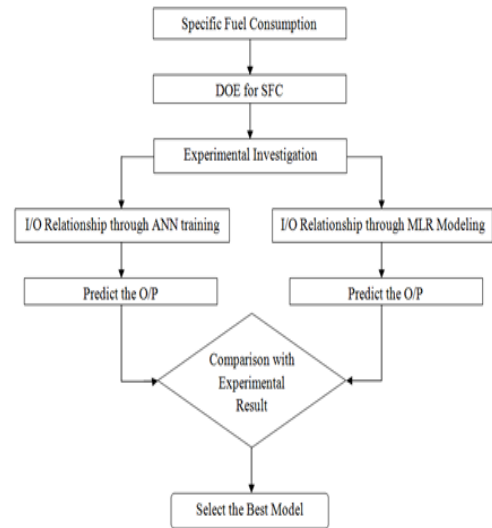 Specific Fuel Consumption
DOE for SFC
Experimental Investigation
I/O Relationship through ANN training
I/O Relationship through MLR Modeling
Predict the O/P
Predict the O/P
Comparison with
Experimental
Result
Select the Best Model